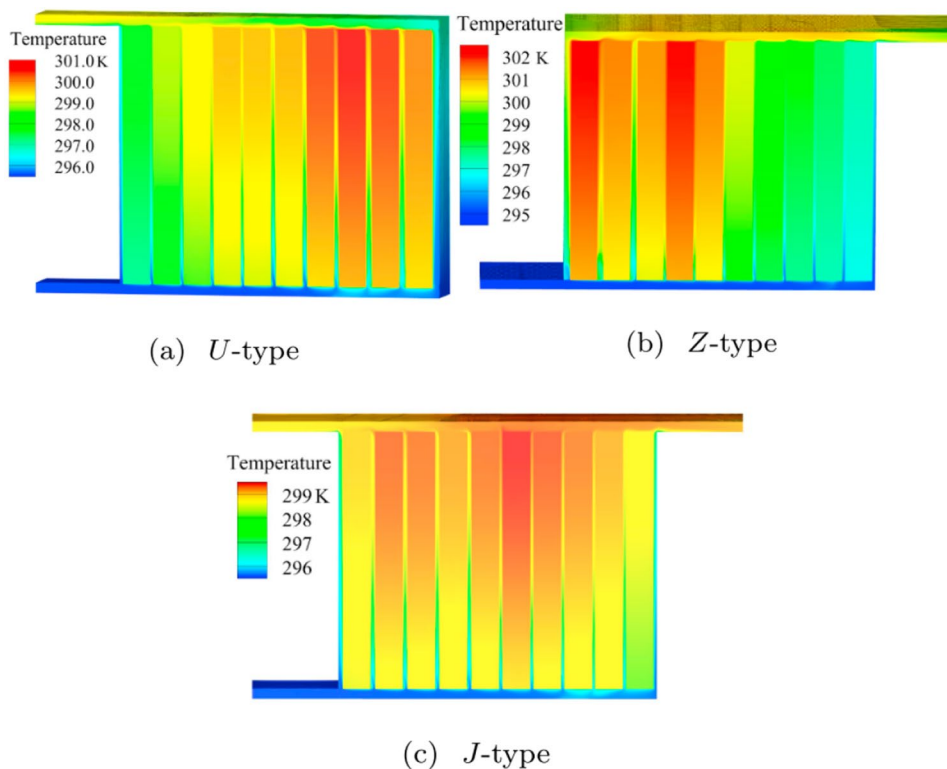 Temperature
301.0 K
300.0
299.0
298.0
297.0
296.0
(a) U-type
Temperature
302 K
301
300
299
298
297
296
295
(b) Z-type
Temperature
299 K
298
297
296
(c) J-type